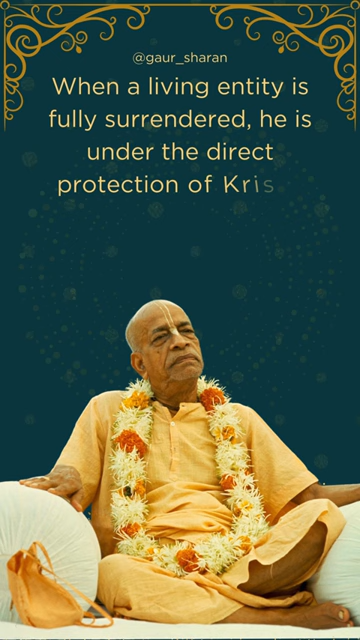 @gaur_sharan
When a living entity is
fully surrendered, he is
under the direct
protection of Kris